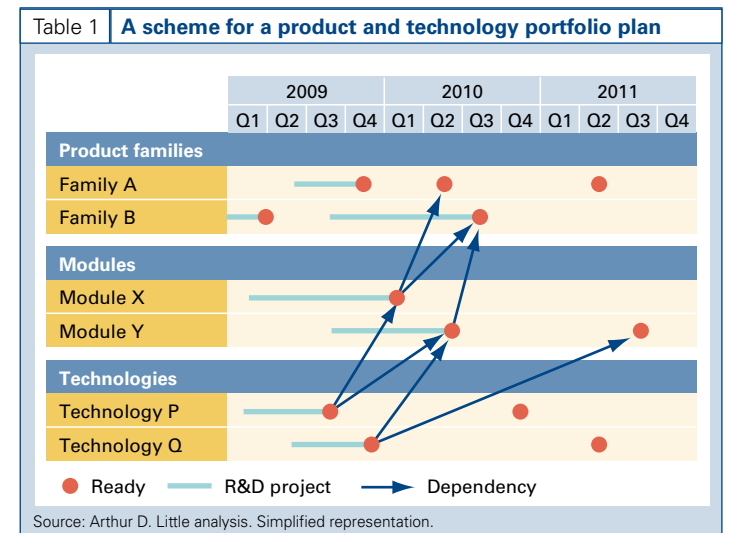 Table 1 A scheme for a product and technology portfolio plan
2009 2010 2011
Q1 Q2 Q3 Q4 Q1 Q2 Q3 Q4 Q1 Q2 Q3 Q4
Product families
Family A
Family B
Modules
Module X
Module Y
Technologies
Technology P
Technology Q
Ready R&D project Dependency
Source: Arthur D. Little analysis. Simplified representation.